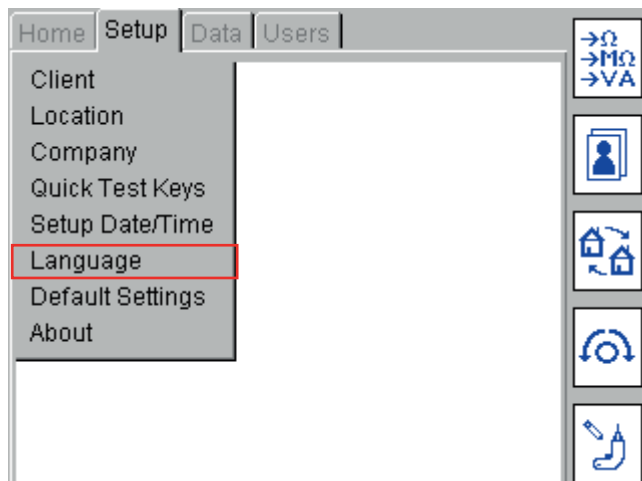 Home Setup Data Users
Client
Location
Company
Quick Test Keys
Setup Date/Time
Language
Default Settings
About
→Ω
→MΩ
→VA